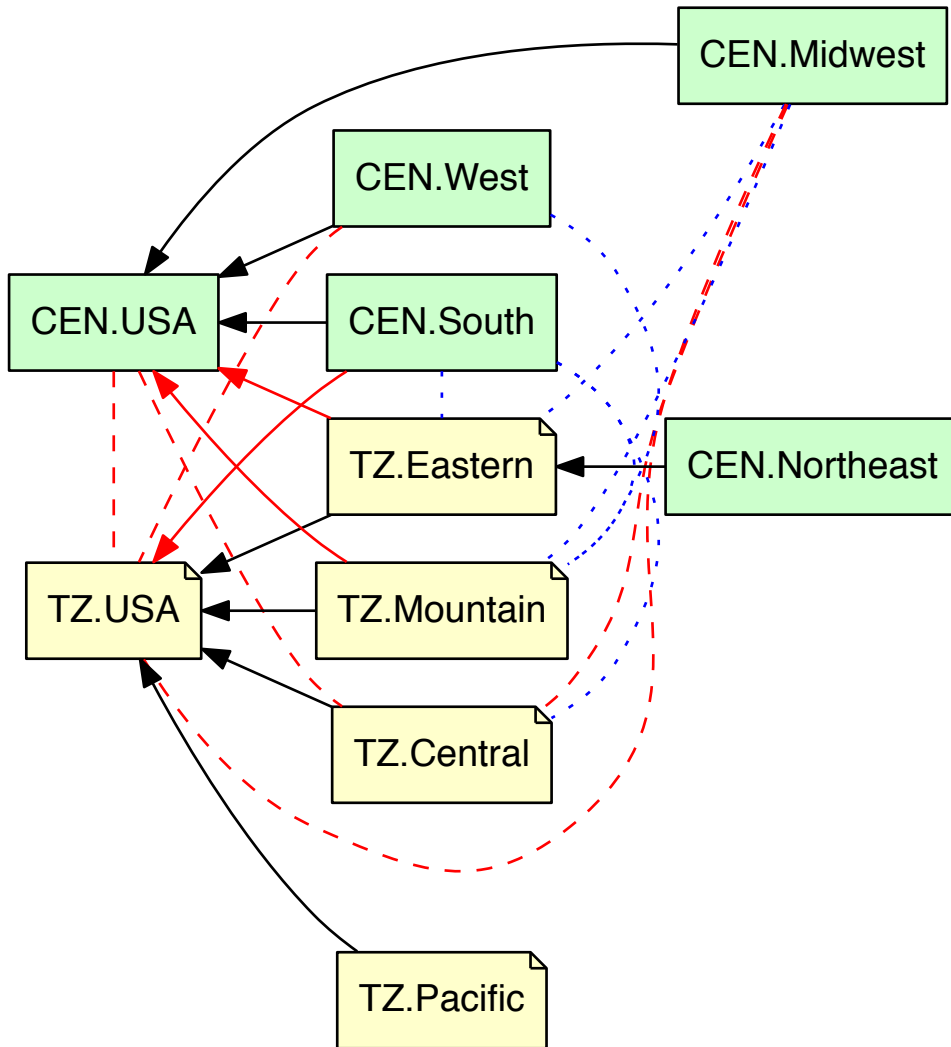 CEN.Midwest
CEN.West
CEN.USA
CEN.South
TZ.Eastern
CEN.Northeast
TZ.USA
TZ.Mountain
TZ.Central
TZ.Pacific